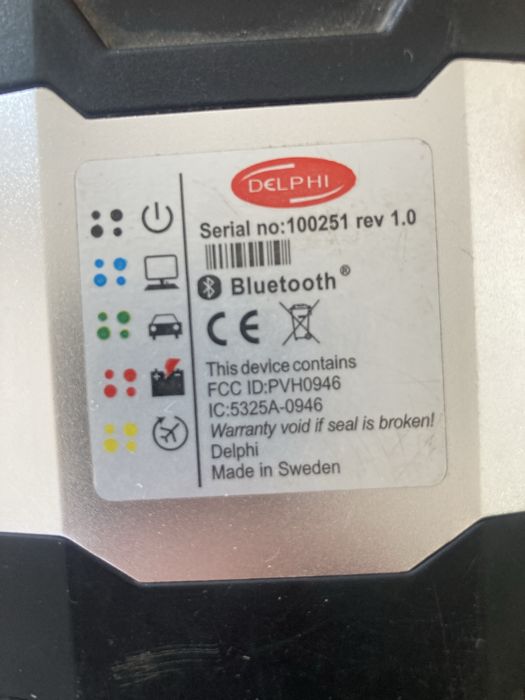 DELPHI
Serial no:100251 rev 1.0
Bluetooth®
CE
This device contains
FCC ID:PVH0946
IC:5325A-0946
Warranty void if seal is broken!
Delphi
Made in Sweden